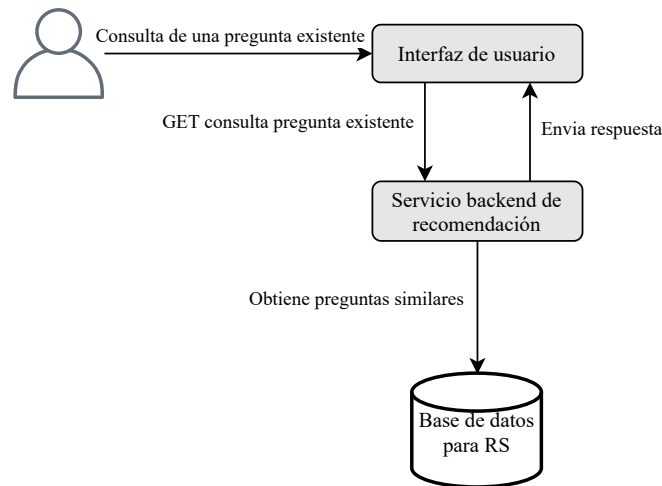 Consulta de una pregunta existente
Interfaz de usuario
GET consulta pregunta existente
Envia respuesta
Servicio backend de
recomendación
Obtiene preguntas similares
Base de datos
para RS